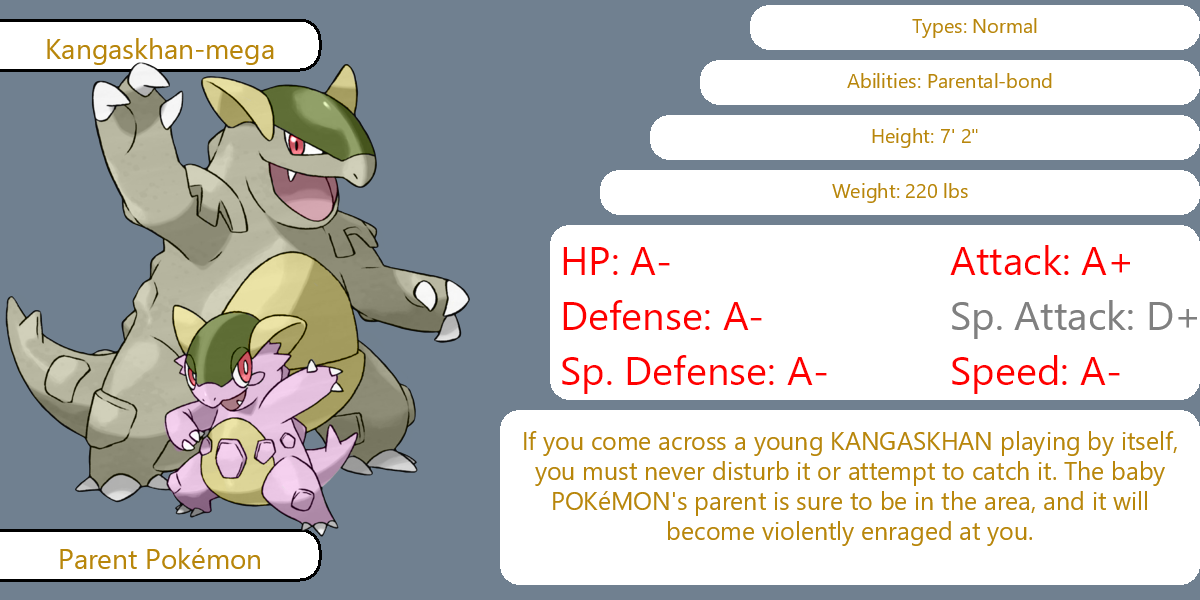 Kangaskhan-mega
Types: Normal
Abilities: Parental-bond
Height: 7' 2"
Weight: 220 lbs
HP: A-
Attack: A+
Defense: A-
Sp. Attack: D+
Sp. Defense: A-
Speed: A-
If you come across a young KANGASKHAN playing by itself,
you must never disturb it or attempt to catch it. The baby
POKéMON's parent is sure to be in the area, and it will
become violently enraged at you.
Parent Pokémon